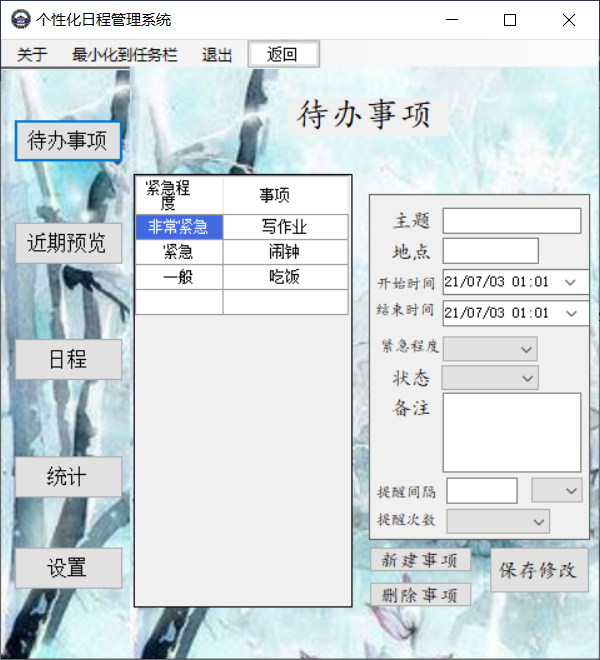 个性化日程管理系统
关于 最小化到任务栏 退出 返回
待办事项
待办事项
近期预览
日程
统计
设置
紧急程度 事项
非常紧急 写作业
紧急 闹钟
一般 吃饭
主题
地点
开始时间 21/07/03 01:01
结束时间 21/07/03 01:01
紧急程度
状态
备注
提醒间隔
提醒次数
新建事项
删除事项
保存修改